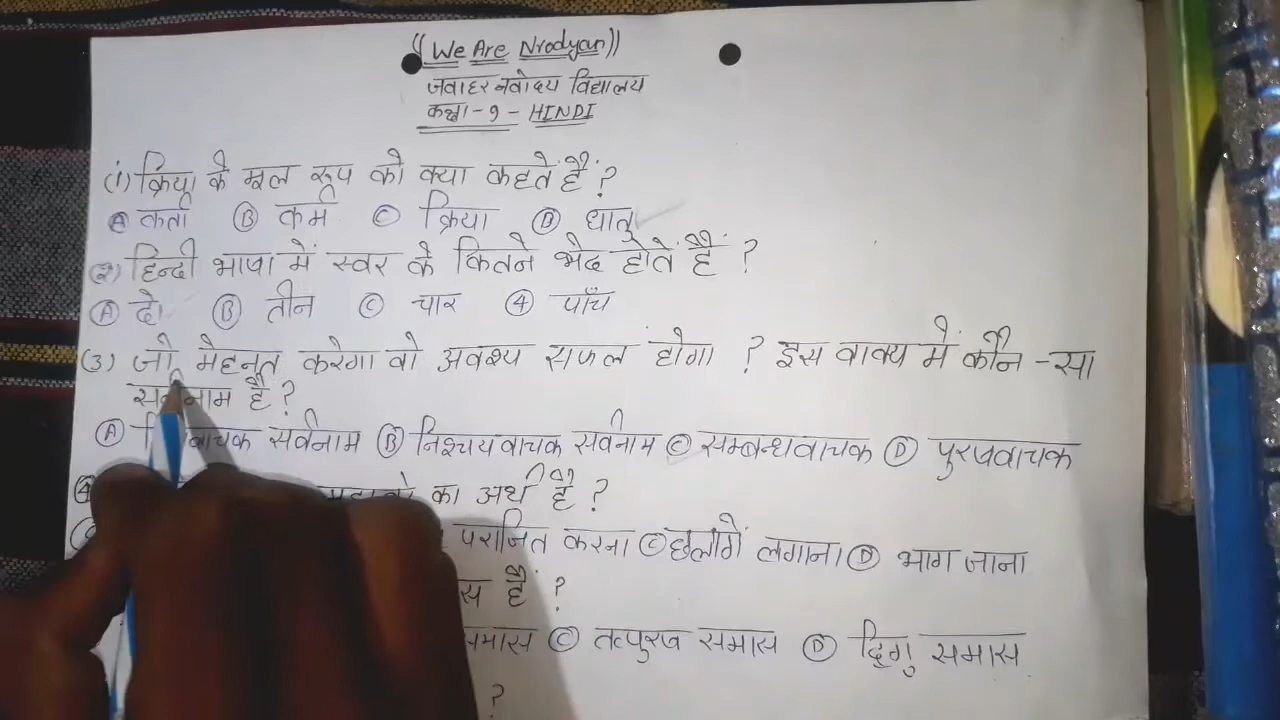 ((We Are Nrodyan))
जवाहर नवोदय विद्यालय
कक्षा-9 - HINDI
(1) क्रिया के मूल रूप को क्या कहते हैं ?
Ⓐ कर्ता Ⓑ कर्म Ⓒ क्रिया Ⓓ धातु
(2) हिन्दी भाषा में स्वर के कितने भेद होते हैं ?
Ⓐ दो Ⓑ तीन Ⓒ चार ④ पाँच
(3) जो मेहनत करेगा वो अवश्य सफल होगा ? इस वाक्य में कौन -सा
सर्वनाम है ?
Ⓐ सर्वनाम Ⓑ निश्चयवाचक सर्वनाम Ⓒ सम्बन्धवाचक Ⓓ पुरुषवाचक
④ का अर्थ है ?
पराजित करना Ⓒ छलांगें लगाना Ⓓ भाग जाना
हैं ?
समास Ⓒ तत्पुरुष समास Ⓓ द्विगु समास
?